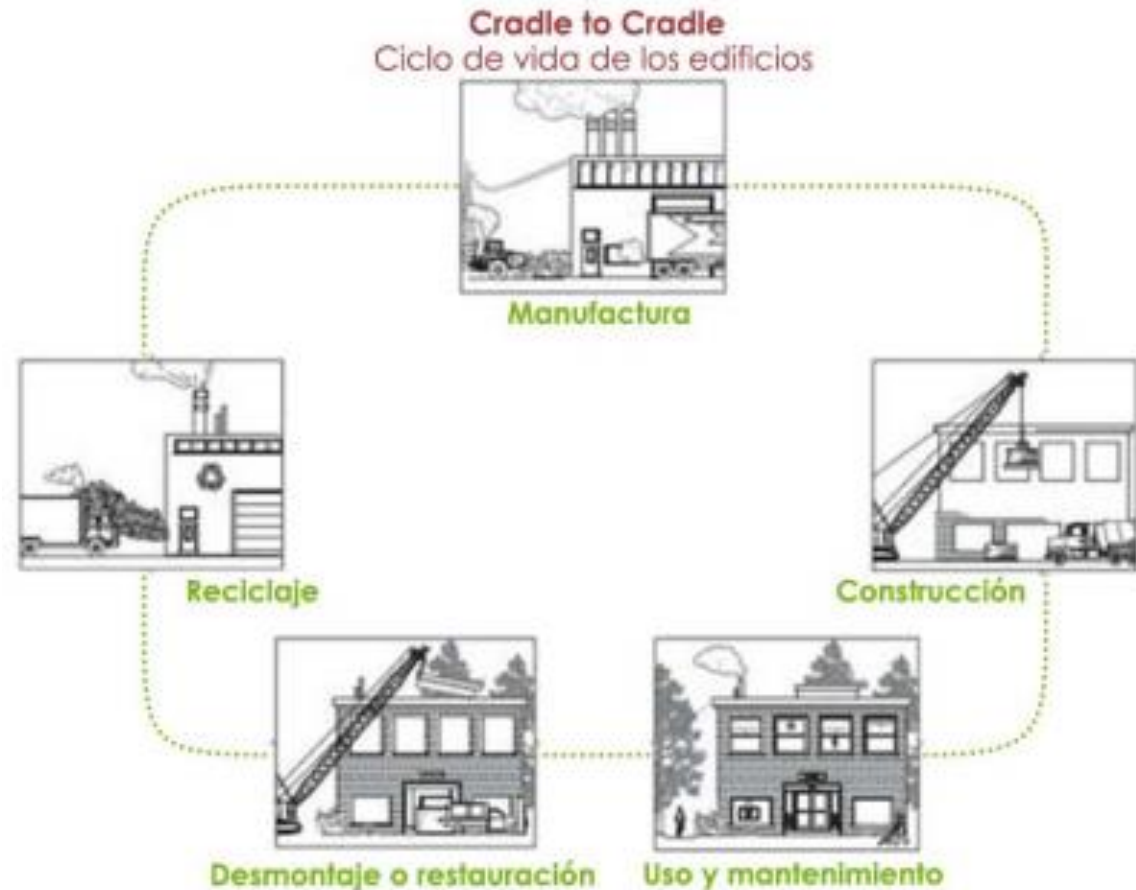 Cradle to Cradle
Ciclo de vida de los edificios
Manufactura
Reciclaje
Construcción
Desmontaje o restauración
Uso y mantenimiento